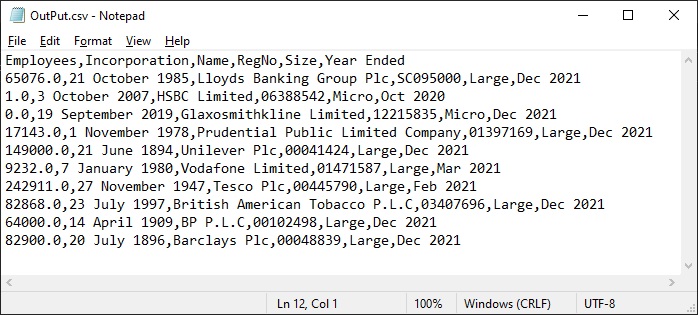 OutPut.csv - Notepad
File Edit Format View Help
Employees,Incorporation,Name,RegNo,Size,Year Ended
65076.0,21 October 1985,Lloyds Banking Group Plc,SC095000,Large,Dec 2021
1.0,3 October 2007,HSBC Limited,06388542,Micro,Oct 2020
0.0,19 September 2019,Glaxosmithkline Limited,12215835,Micro,Dec 2021
17143.0,1 November 1978,Prudential Public Limited Company,01397169,Large,Dec 2021
149000.0,21 June 1894,Unilever Plc,00041424,Large,Dec 2021
9232.0,7 January 1980,Vodafone Limited,01471587,Large,Mar 2021
242911.0,27 November 1947,Tesco Plc,00445790,Large,Feb 2021
82868.0,23 July 1997,British American Tobacco P.L.C,03407696,Large,Dec 2021
64000.0,14 April 1909,BP P.L.C,00102498,Large,Dec 2021
82900.0,20 July 1896,Barclays Plc,00048839,Large,Dec 2021
Ln 12, Col 1 100% Windows (CRLF) UTF-8